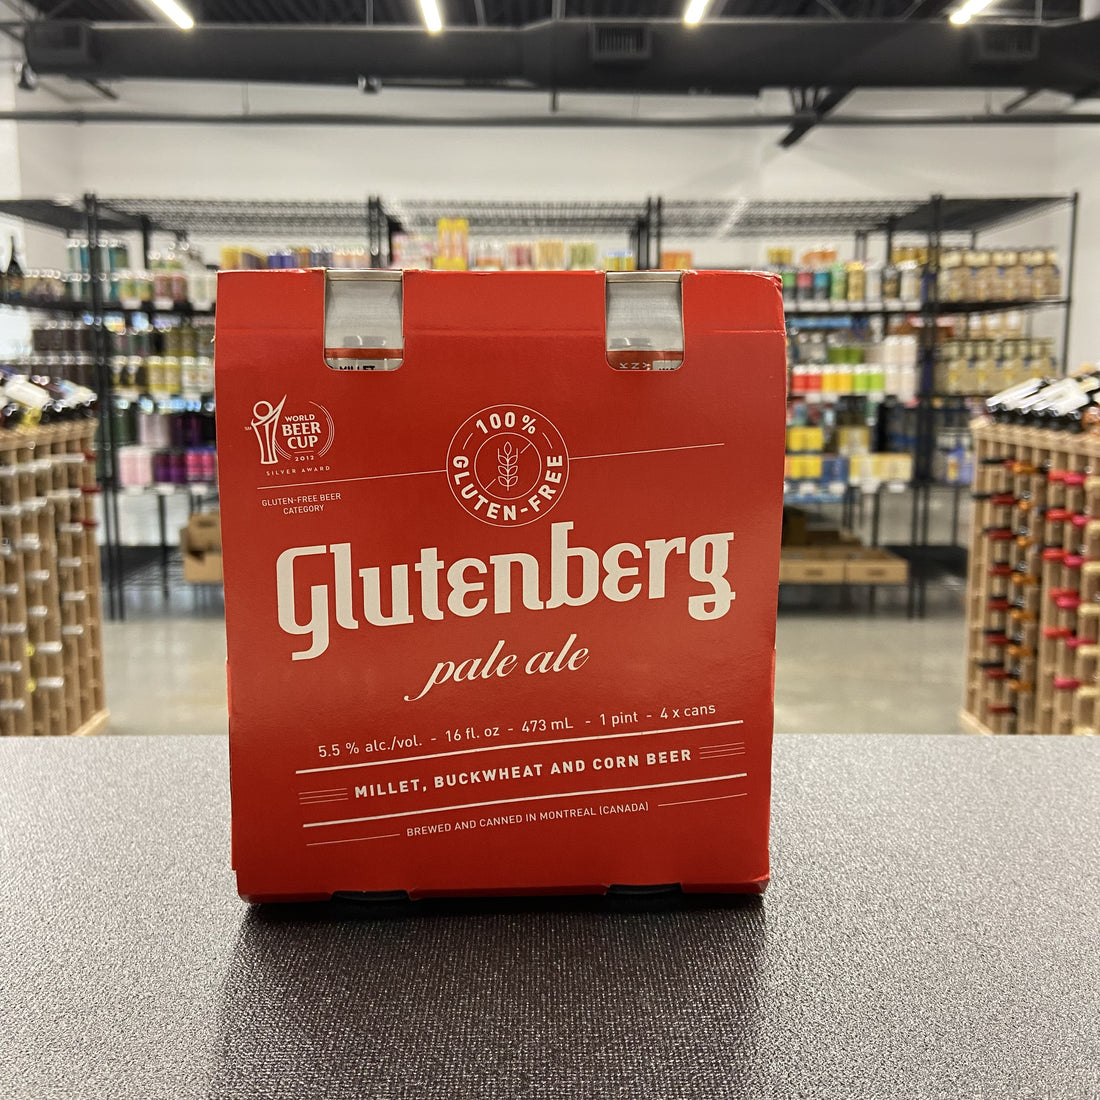 MILLET
WORLD
BEER
CUP
2012
SM
SILVER AWARD
GLUTEN-FREE BEER
CATEGORY
100%
GLUTEN-FREE
Glutenberg
pale ale
5.5 % alc./vol. - 16 fl. oz - 473 mL - 1 pint - 4 x cans
MILLET, BUCKWHEAT AND CORN BEER
BREWED AND CANNED IN MONTREAL (CANADA)